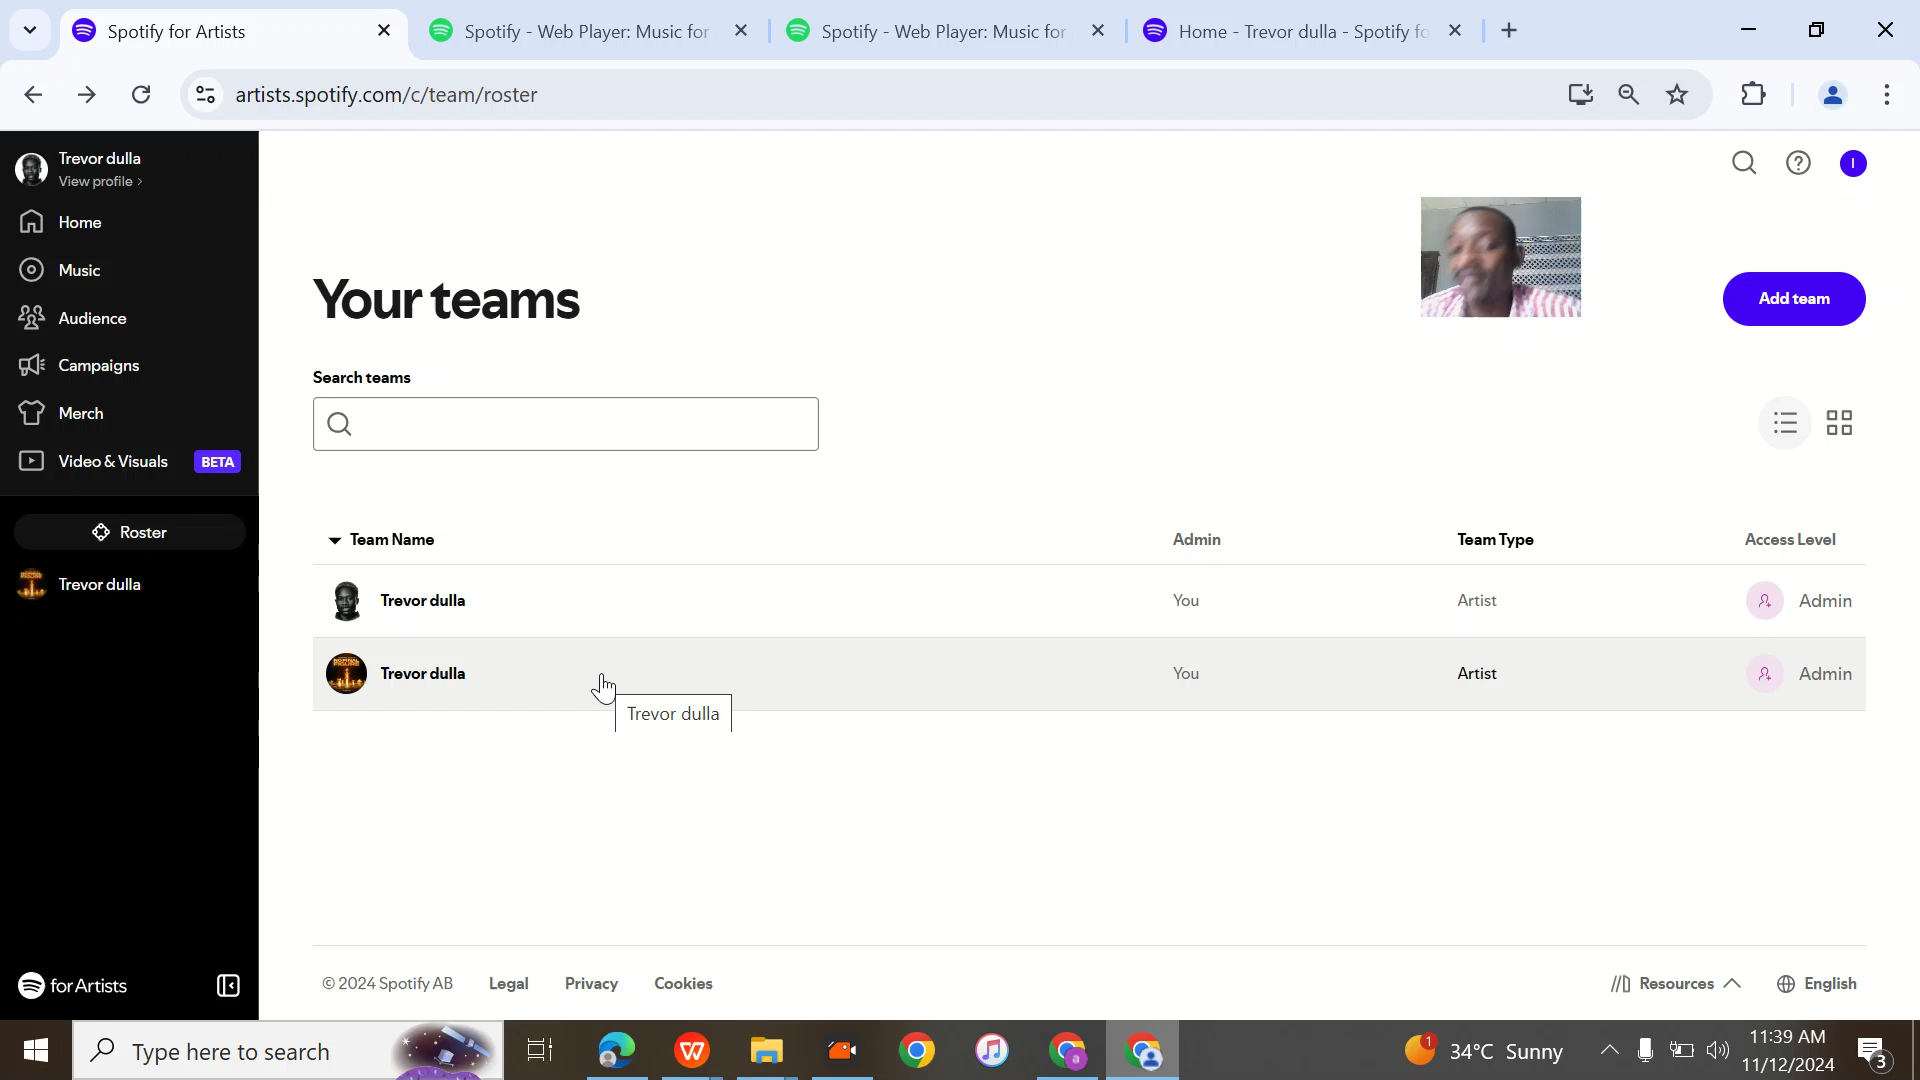 Spotify for Artists
Spotify - Web Player: Music for
Spotify - Web Player: Music for
Home - Trevor dulla - Spotify fo
artists.spotify.com/c/team/roster
Trevor dulla
View profile
Home
Music
Audience
Campaigns
Merch
Video & Visuals BETA
Roster
Trevor dulla
for Artists
I
Your teams
Add team
Search teams
Team Name Admin Team Type Access Level
Trevor dulla You Artist Admin
Trevor dulla You Artist Admin
Trevor dulla
© 2024 Spotify AB Legal Privacy Cookies
Resources English
Type here to search
W
a
1
34°C Sunny
11:39 AM
11/12/2024
3